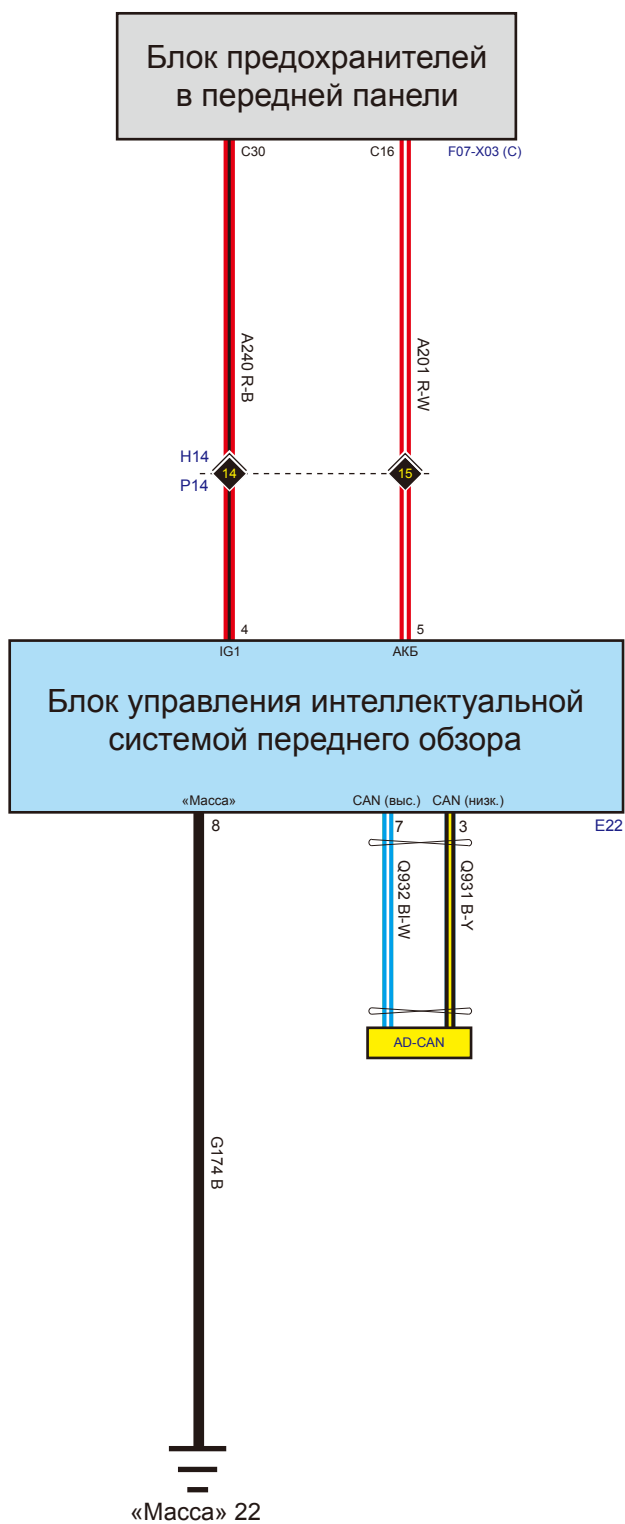 Блок предохранителей
в передней панели
C30
C16
F07-X03 (C)
A240 R-B
A201 R-W
H14
P14
14
15
4
5
IG1
АКБ
Блок управления интеллектуальной
системой переднего обзора
«Масса»
CAN (выс.)
CAN (низк.)
8
7
3
E22
Q932 Bl-W
Q931 B-Y
AD-CAN
G174 B
«Масса» 22